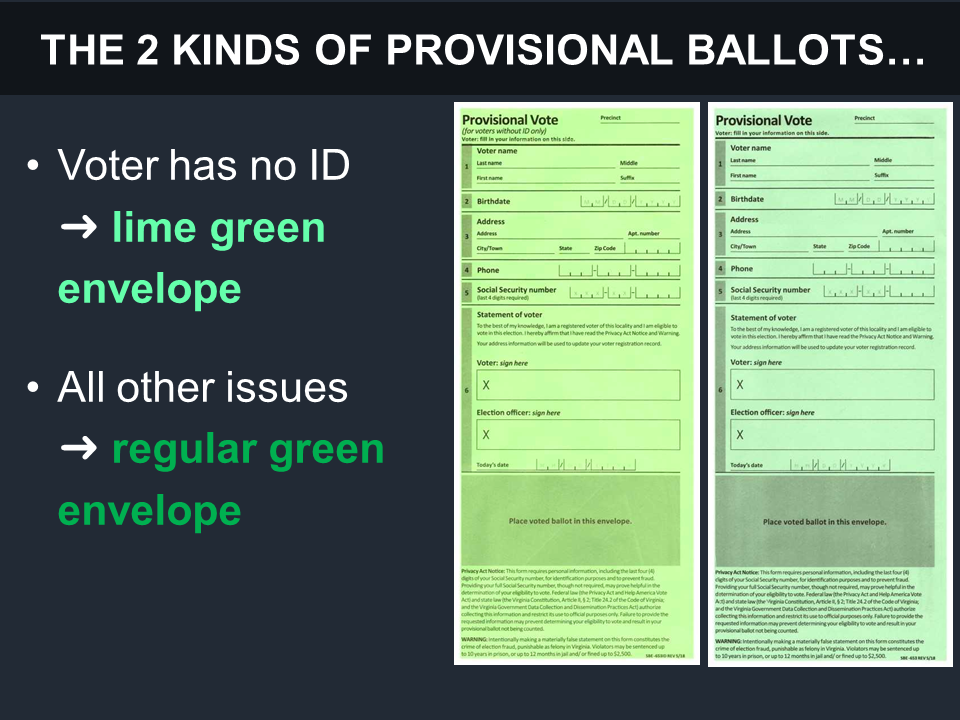 THE 2 KINDS OF PROVISIONAL BALLOTS…
• Voter has no ID
➜ lime green
envelope
• All other issues
➜ regular green
envelope
Provisional Vote
Precinct
(for voters without ID only)
Voter: fill in your information on this side.
Voter name
1
Last name Middle
First name Suffix
2 Birthdate M M / D D / Y Y Y Y
Address
3
Address Apt. number
City/Town State Zip Code
4 Phone - -
5 Social Security number X X X - X X -
(last 4 digits required)
Statement of voter
To the best of my knowledge, I am a registered voter of this locality and I am eligible to
vote in this election. I hereby affirm that I have read the Privacy Act Notice and Warning.
Your address information will be used to update your voter registration record.
Voter: sign here
X
6
Election officer: sign here
X
Today's date
Place voted ballot in this envelope.
Privacy Act Notice: This form requires personal information, including the last four (4)
digits of your Social Security number, for identification purposes and to prevent fraud.
Providing your full Social Security number, though not required, may prove helpful in the
determination of your eligibility to vote. Federal law (the Privacy Act and Help America Vote
Act) and state law (the Virginia Constitution, Article II, § 2; Title 24.2 of the Code of Virginia;
and the Virginia Government Data Collection and Dissemination Practices Act) authorize
collecting this information and restrict its use to official purposes only. Failure to provide the
requested information may prevent determining your eligibility to vote and result in your
provisional ballot not being counted.
WARNING: Intentionally making a materially false statement on this form constitutes the
crime of election fraud, punishable as felony in Virginia. Violators may be sentenced up
to 10 years in prison, or up to 12 months in jail and/ or fined up to $2,500.
REV 5/18
Provisional Vote
Precinct
Voter: fill in your information on this side.
Voter name
1
Last name Middle
First name Suffix
2 Birthdate M M / D D / Y Y Y Y
Address
3
Address Apt. number
City/Town State Zip Code
4 Phone - -
5 Social Security number X X X - X X -
(last 4 digits required)
Statement of voter
To the best of my knowledge, I am a registered voter of this locality and I am eligible to
vote in this election. I hereby affirm that I have read the Privacy Act Notice and Warning.
Your address information will be used to update your voter registration record.
Voter: sign here
X
6
Election officer: sign here
X
Today's date
Place voted ballot in this envelope.
Privacy Act Notice: This form requires personal information, including the last four (4)
digits of your Social Security number, for identification purposes and to prevent fraud.
Providing your full Social Security number, though not required, may prove helpful in the
determination of your eligibility to vote. Federal law (the Privacy Act and Help America Vote
Act) and state law (the Virginia Constitution, Article II, § 2; Title 24.2 of the Code of Virginia;
and the Virginia Government Data Collection and Dissemination Practices Act) authorize
collecting this information and restrict its use to official purposes only. Failure to provide the
requested information may prevent determining your eligibility to vote and result in your
provisional ballot not being counted.
WARNING: Intentionally making a materially false statement on this form constitutes the
crime of election fraud, punishable as felony in Virginia. Violators may be sentenced up
to 10 years in prison, or up to 12 months in jail and/ or fined up to $2,500.
SBE -653 REV 5/18